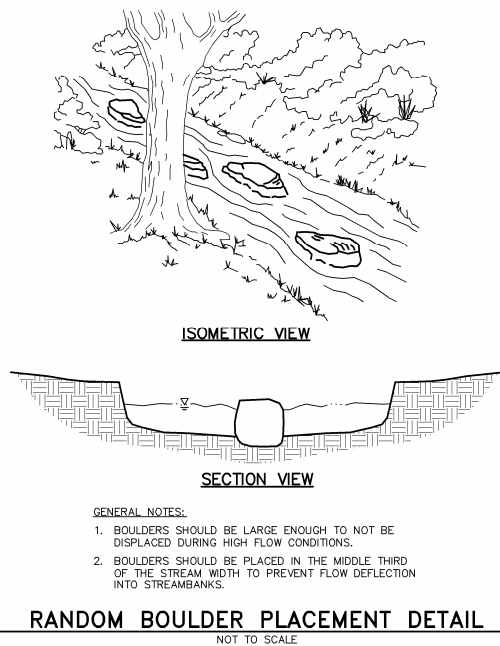 ISOMETRIC VIEW
SECTION VIEW
GENERAL NOTES:
1. BOULDERS SHOULD BE LARGE ENOUGH TO NOT BE
DISPLACED DURING HIGH FLOW CONDITIONS.
2. BOULDERS SHOULD BE PLACED IN THE MIDDLE THIRD
OF THE STREAM WIDTH TO PREVENT FLOW DEFLECTION
INTO STREAMBANKS.
RANDOM BOULDER PLACEMENT DETAIL
NOT TO SCALE